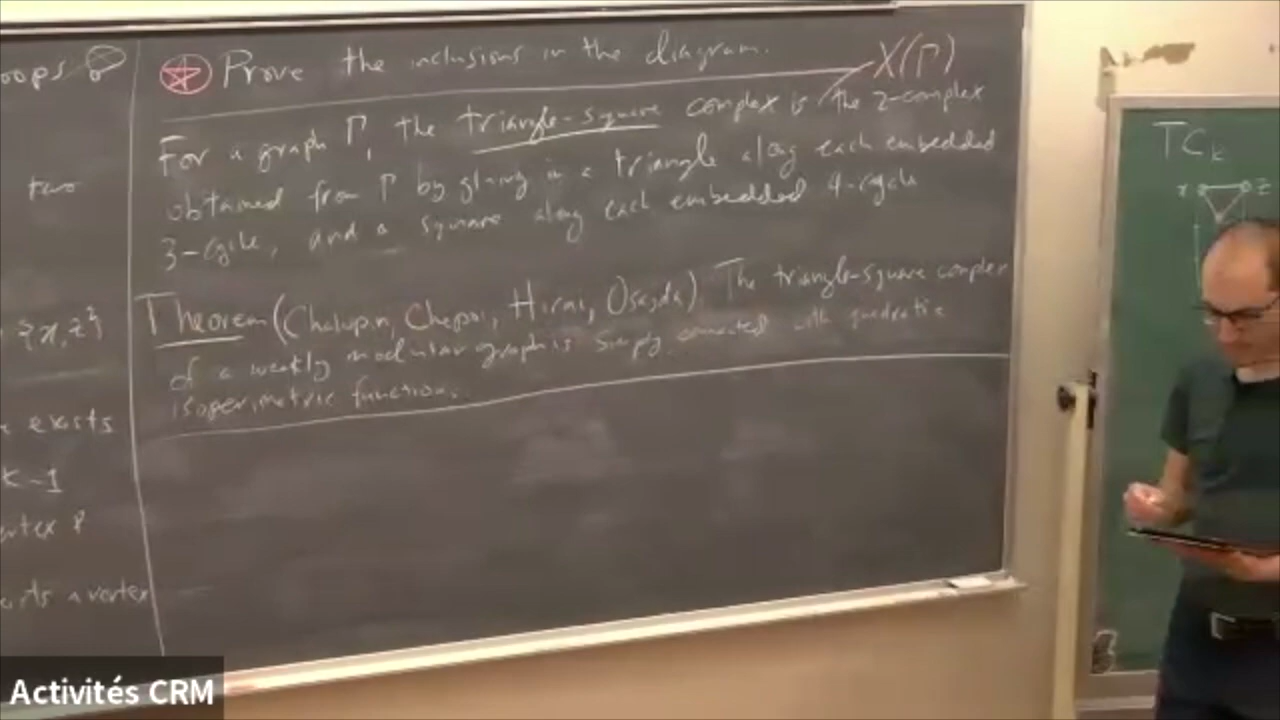 oops
two
{x,z}
exists
k-1
vertex
a vertex
Prove the inclusions in the diagram.
X(Γ)
For a graph Γ, the triangle-square complex is the 2-complex
obtained from Γ by gluing in a triangle along each embedded
3-cycle, and a square along each embedded 4-cycle
Theorem (Chalopin, Chepoi, Hirai, Osajda). The triangle-square complex
of a weakly modular graph is simply connected with quadratic
isoperimetric function.
TC
x z
Activités CRM